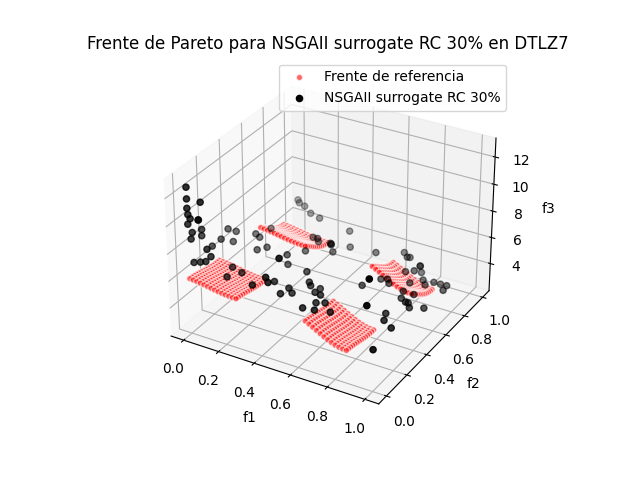 Frente de Pareto para NSGAII surrogate RC 30% en DTLZ7
Frente de referencia
NSGAII surrogate RC 30%
12
10
8
6
4
f3
0.0
0.2
0.4
0.6
0.8
1.0
f1
0.0
0.2
0.4
0.6
0.8
1.0
f2